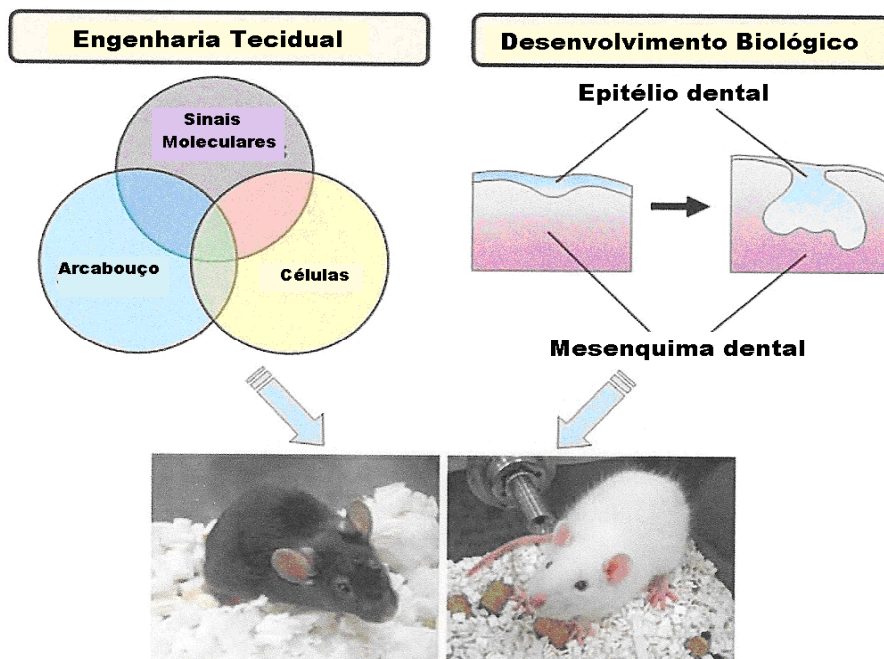 Engenharia Tecidual
Desenvolvimento Biológico
Sinais
Moleculares
Arcabouço
Células
Epitélio dental
Mesenquima dental